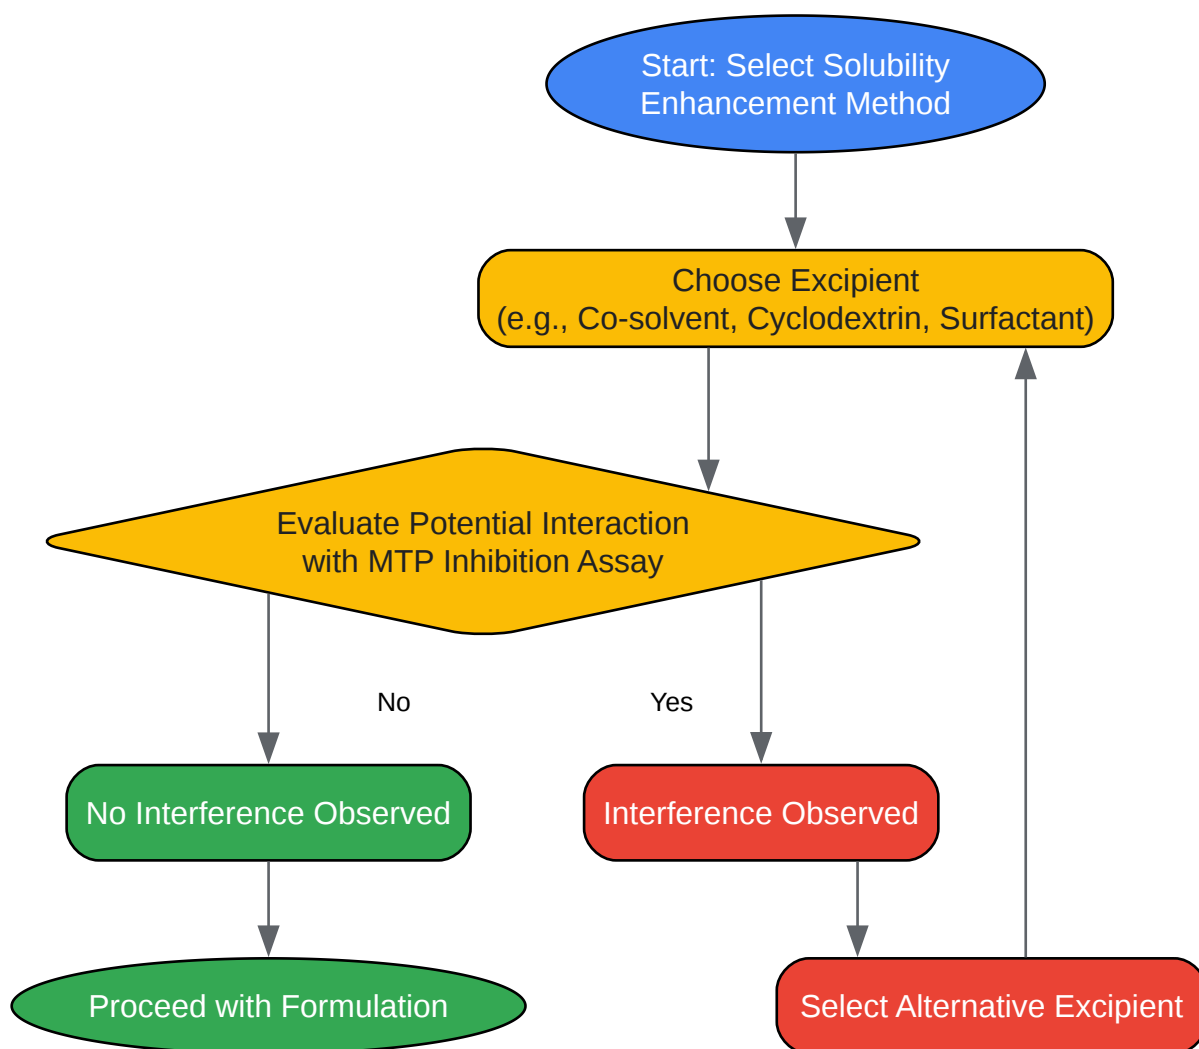 Start: Select Solubility
Enhancement Method
Choose Excipient
(e.g., Co-solvent, Cyclodextrin, Surfactant)
Evaluate Potential Interaction
with MTP Inhibition Assay
No
Yes
No Interference Observed
Interference Observed
Proceed with Formulation
Select Alternative Excipient